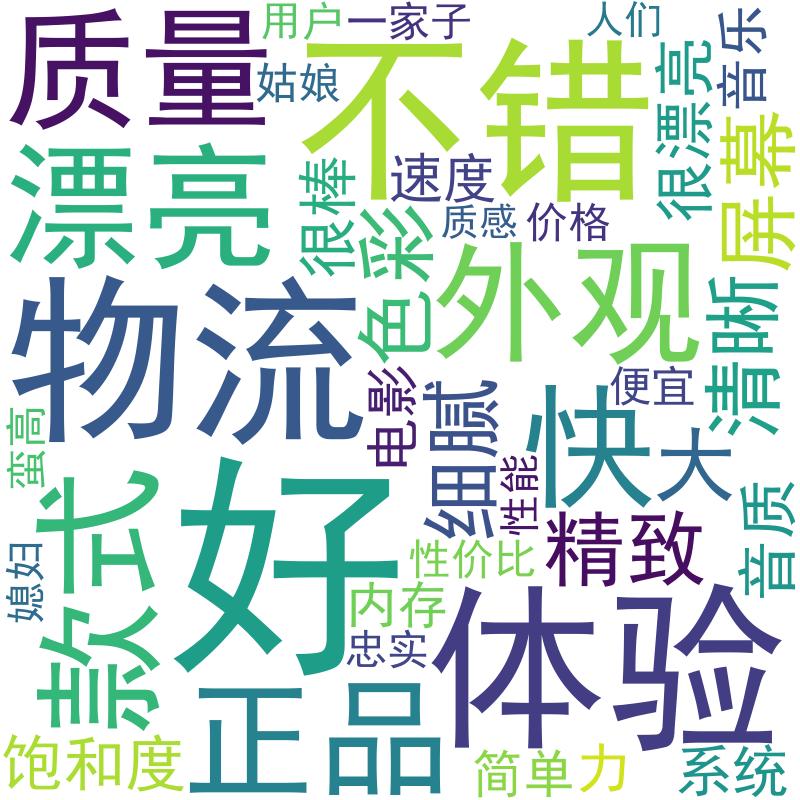 质量
用户
一家子
人们
音乐
姑娘
不错
很漂亮
屏幕
漂亮
很棒
速度
色彩
质感
价格
外观
物流
清晰
电影
细腻
便宜
蛮高
快
大
款式
好
性能
音质
精致
媳妇
性价比
内存
忠实
体验
正品
饱和度
简单
力
系统